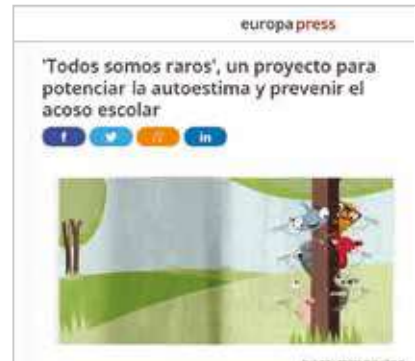 europa press
'Todos somos raros', un proyecto para
potenciar la autoestima y prevenir el
acoso escolar
f
in